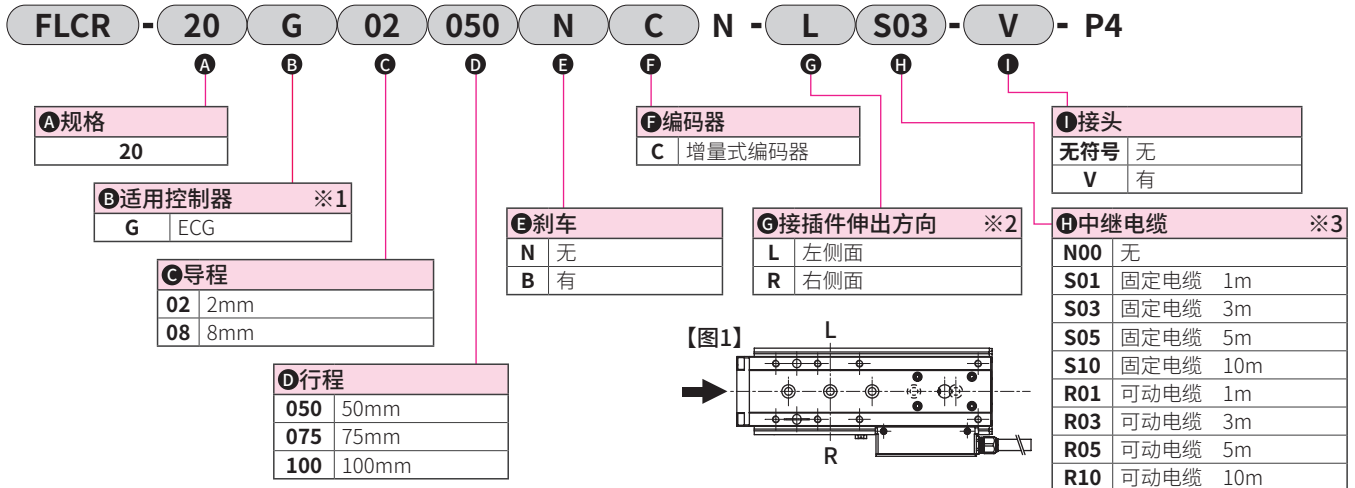 FLCR - 20 G 02 050 N C N - L S03 - V - P4
A B C D E F G H I
A规格
20
B适用控制器 ※1
G ECG
C导程
02 2mm
08 8mm
D行程
050 50mm
075 75mm
100 100mm
E刹车
N 无
B 有
F编码器
C 增量式编码器
G接插件伸出方向 ※2
L 左侧面
R 右侧面
【图1】
L
R
I接头
无符号 无
V 有
H中继电缆 ※3
N00 无
S01 固定电缆 1m
S03 固定电缆 3m
S05 固定电缆 5m
S10 固定电缆 10m
R01 可动电缆 1m
R03 可动电缆 3m
R05 可动电缆 5m
R10 可动电缆 10m